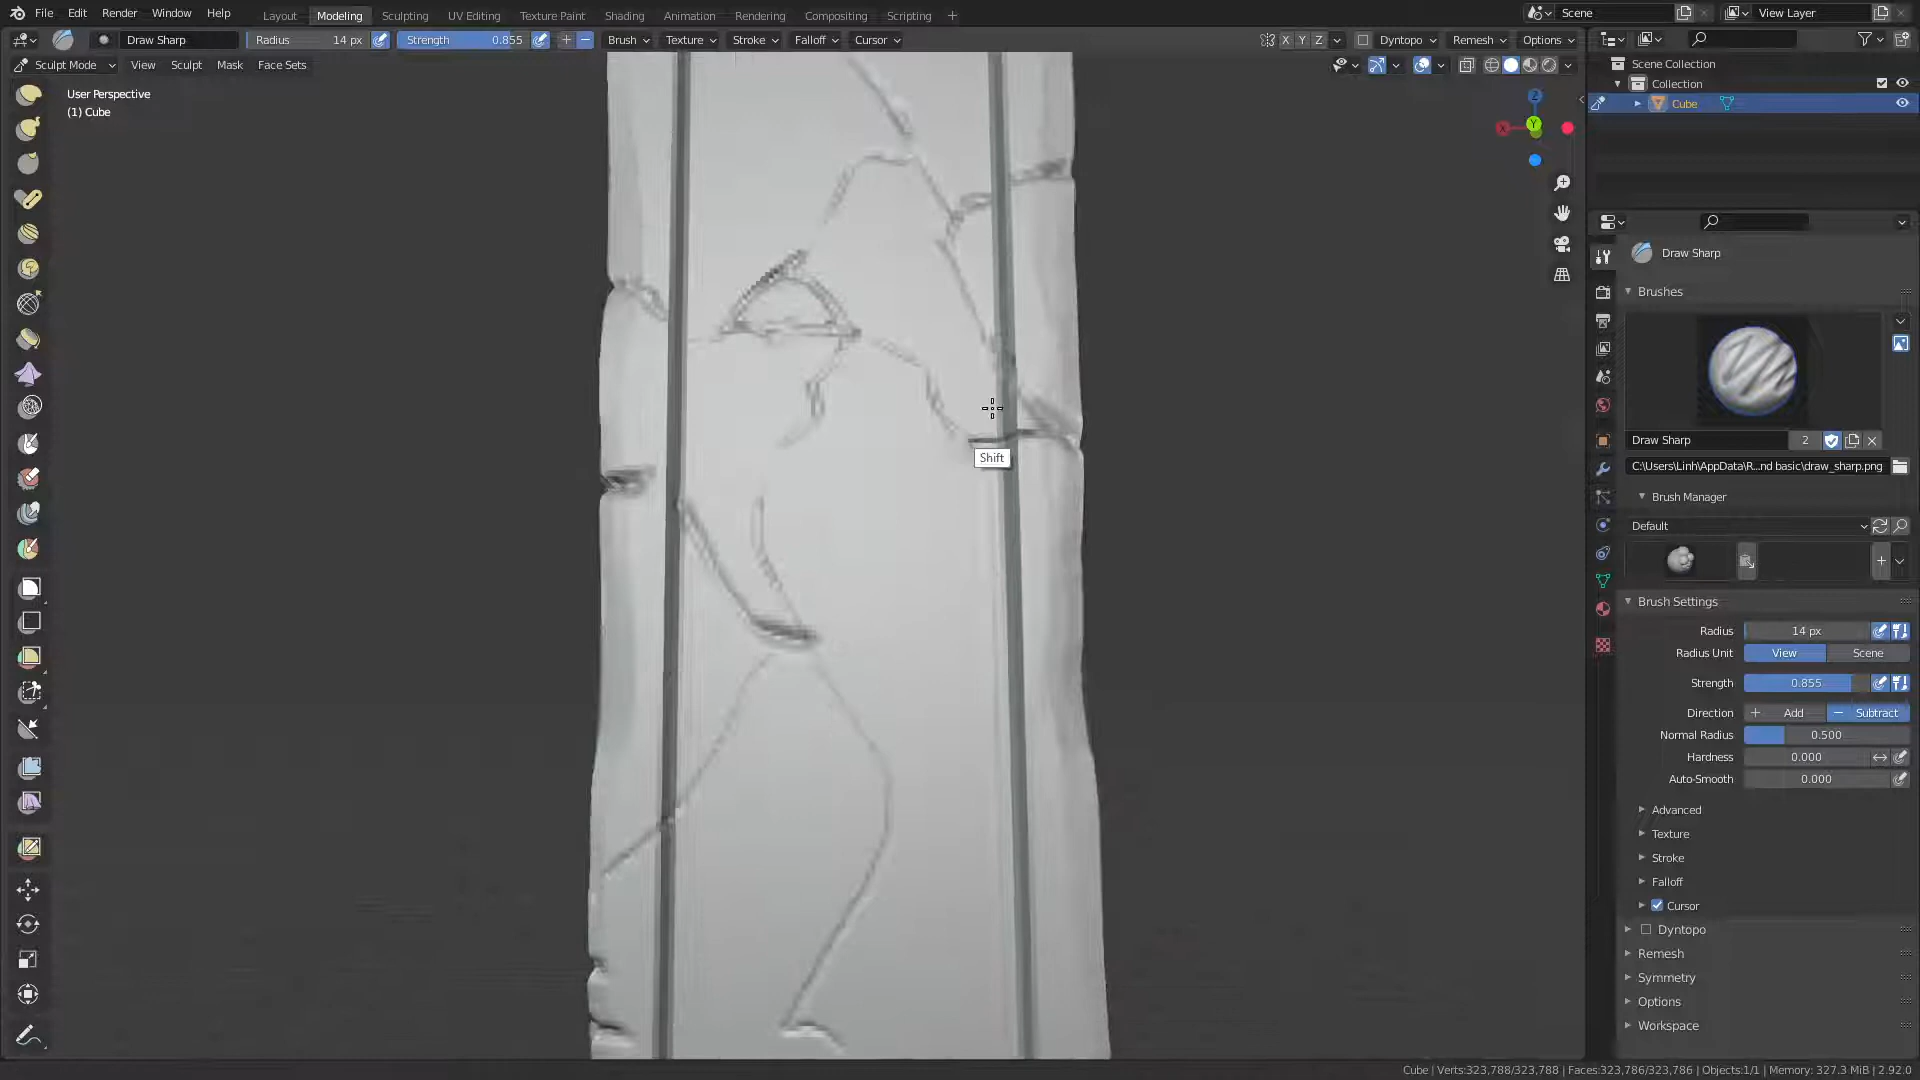 File Edit Render Window Help Layout Modeling Sculpting UV Editing Texture Paint Shading Animation Rendering Compositing Scripting + Scene View Layer
Draw Sharp Radius 14 px Strength 0.855 + − Brush Texture Stroke Falloff Cursor X Y Z Dyntopo Remesh Options
Sculpt Mode View Sculpt Mask Face Sets
Scene Collection
Collection
Cube
User Perspective
(1) Cube
Z
X
Y
Draw Sharp
Brushes
Draw Sharp 2
C:\Users\Linh\AppData\R...nd basic\draw_sharp.png
Shift
Brush Manager
Default
Brush Settings
Radius 14 px
Radius Unit View Scene
Strength 0.855
Direction + Add − Subtract
Normal Radius 0.500
Hardness 0.000
Auto-Smooth 0.000
Advanced
Texture
Stroke
Falloff
Cursor
Dyntopo
Remesh
Symmetry
Options
Workspace
Cube | Verts:323,788/323,788 | Faces:323,786/323,786 | Objects:1/1 | Memory: 327.3 MiB | 2.92.0